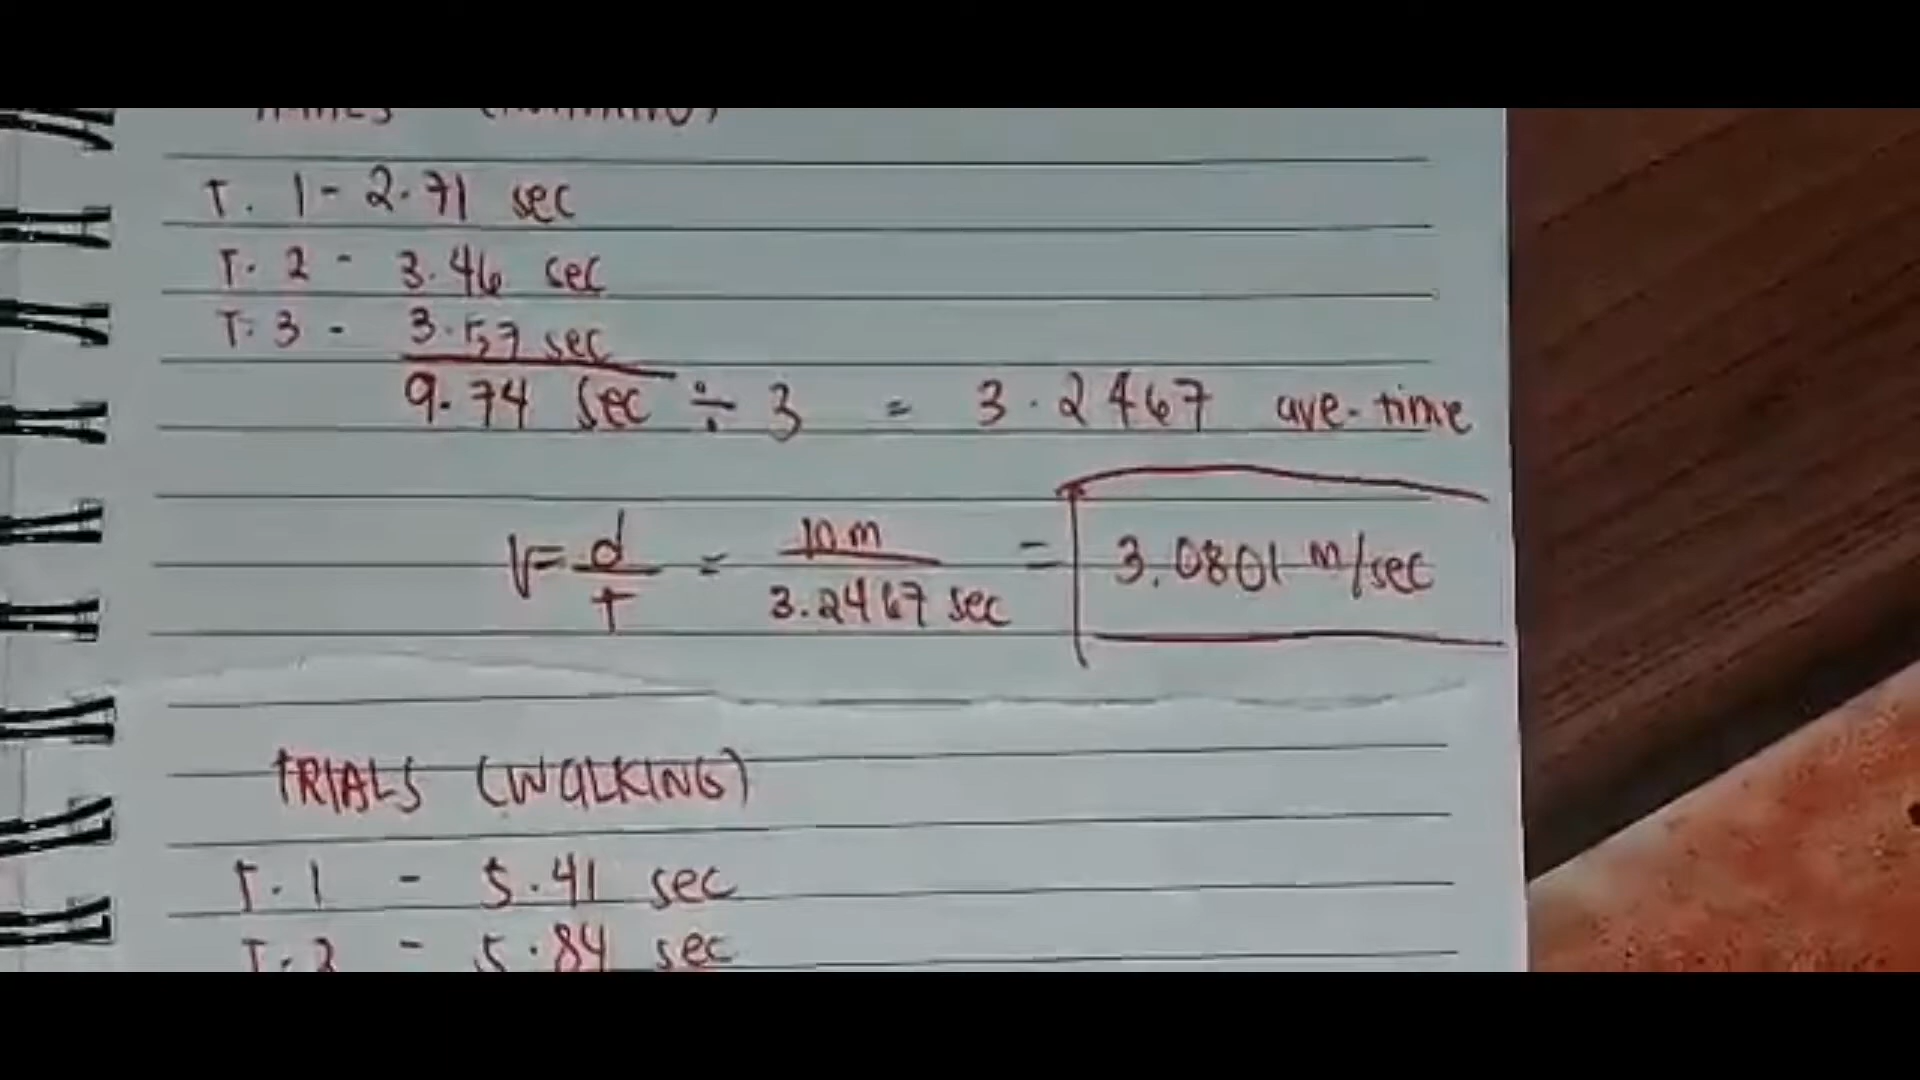 T. 1 - 2.71 sec
T. 2 - 3.46 sec
T. 3 - 3.57 sec
9.74 sec ÷ 3 = 3.2467 ave. time
V = d/t = 10 m/3.2467 sec = 3.0801 m/sec
TRIALS (WALKING)
T. 1 - 5.41 sec
T. 2 - 5.84 sec